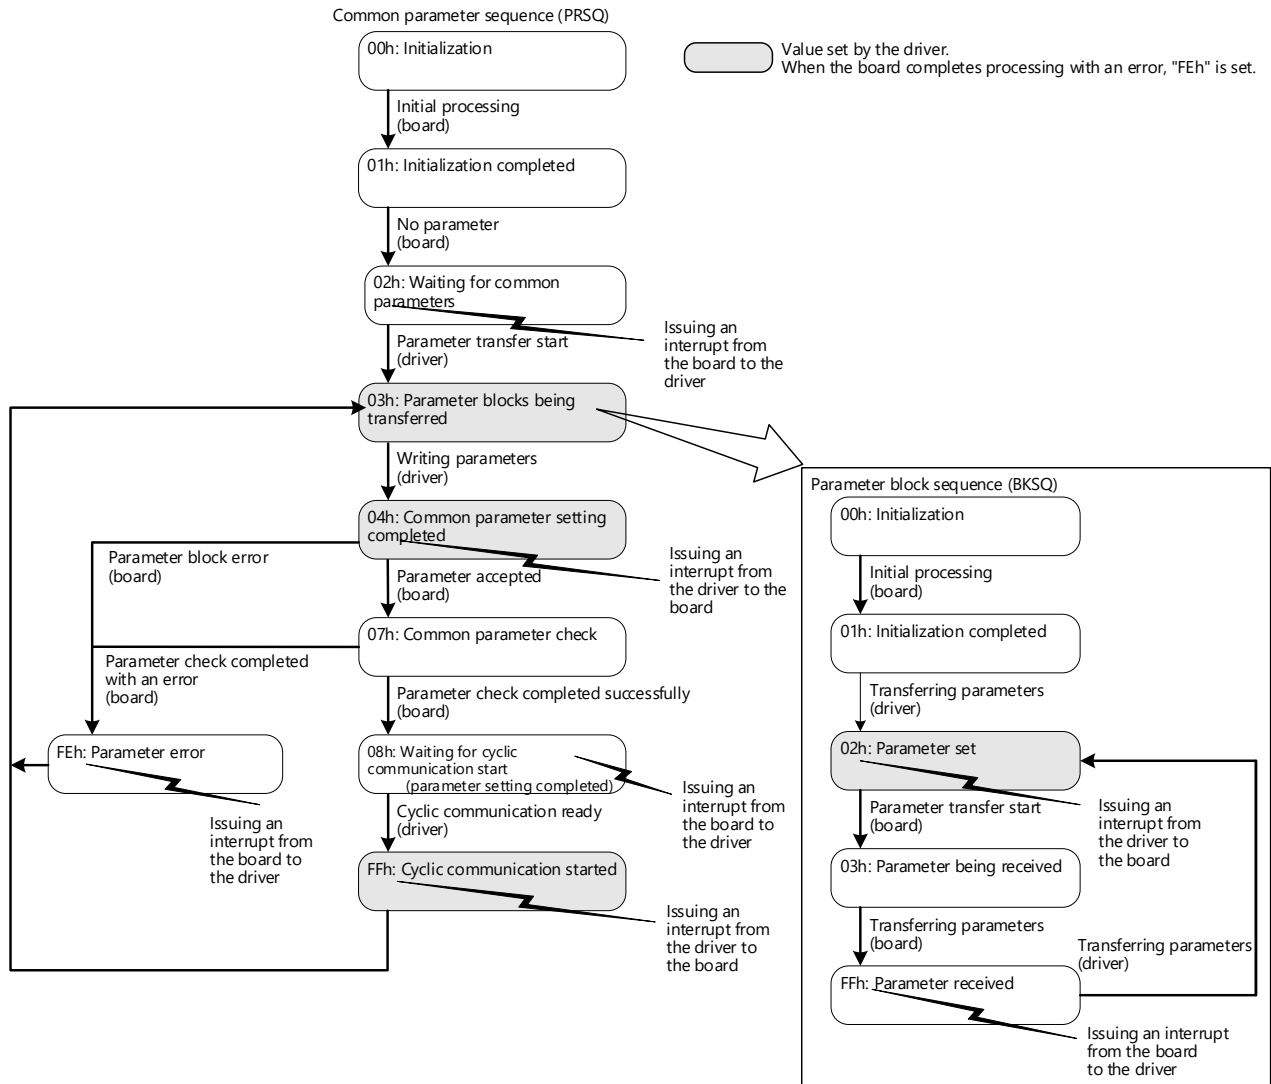 Common parameter sequence (PRSQ)
00h: Initialization
Value set by the driver.
When the board completes processing with an error, "FEh" is set.
Initial processing
(board)
01h: Initialization completed
No parameter
(board)
02h: Waiting for common
parameters
Issuing an
interrupt from
the board to the
driver
Parameter transfer start
(driver)
03h: Parameter blocks being
transferred
Writing parameters
(driver)
04h: Common parameter setting
completed
Issuing an
interrupt from
the driver to the
board
Parameter block error
(board)
Parameter accepted
(board)
07h: Common parameter check
Parameter check completed
with an error
(board)
Parameter check completed successfully
(board)
FEh: Parameter error
Issuing an
interrupt from
the board to
the driver
08h: Waiting for cyclic
communication start
(parameter setting completed)
Issuing an
interrupt from
the board to
the driver
Cyclic communication ready
(driver)
FFh: Cyclic communication started
Issuing an
interrupt from
the driver to
the board
Parameter block sequence (BKSQ)
00h: Initialization
Initial processing
(board)
01h: Initialization completed
Transferring parameters
(driver)
02h: Parameter set
Issuing an
interrupt from
the driver to
the board
Parameter transfer start
(board)
03h: Parameter being received
Transferring parameters
(board)
Transferring parameters
(driver)
FFh: Parameter received
Issuing an interrupt
from the board
to the driver